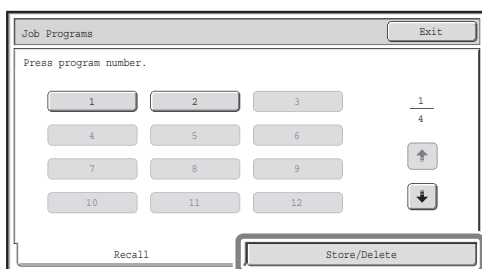 Job Programs Exit
Press program number.
1 2 3 1
4 5 6 4
7 8 9
10 11 12
Recall Store/Delete